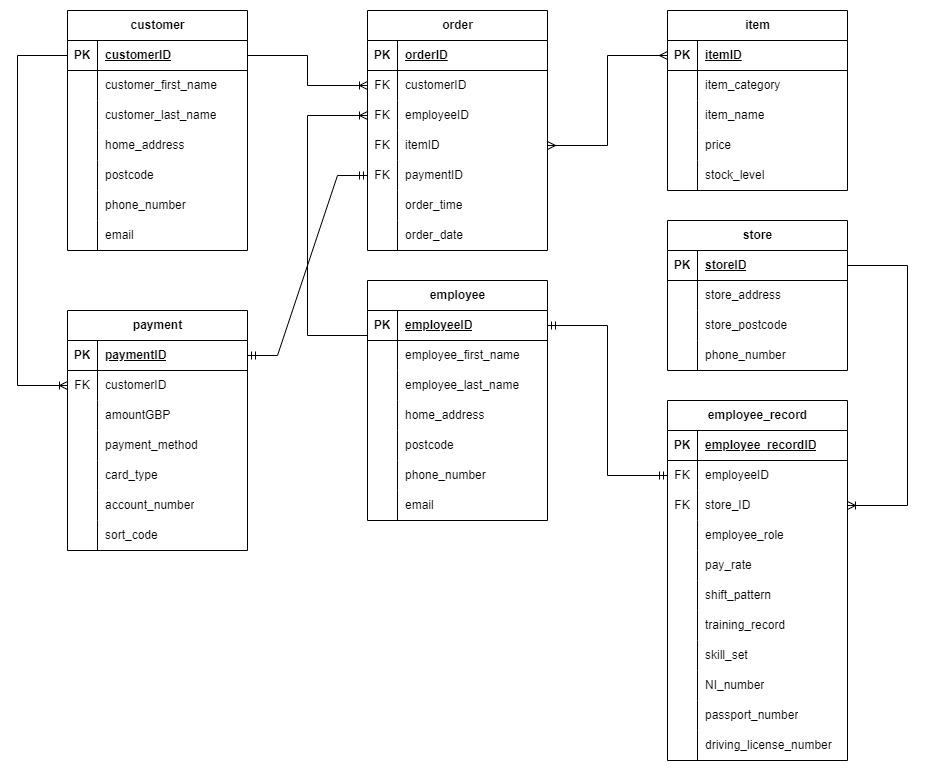 customer
PK customerID
customer_first_name
customer_last_name
home_address
postcode
phone_number
email
order
PK orderID
FK customerID
FK employeeID
FK itemID
FK paymentID
order_time
order_date
item
PK itemID
item_category
item_name
price
stock_level
store
PK storeID
store_address
store_postcode
phone_number
payment
PK paymentID
FK customerID
amountGBP
payment_method
card_type
account_number
sort_code
employee
PK employeeID
employee_first_name
employee_last_name
home_address
postcode
phone_number
email
employee_record
PK employee_recordID
FK employeeID
FK store_ID
employee_role
pay_rate
shift_pattern
training_record
skill_set
NI_number
passport_number
driving_license_number